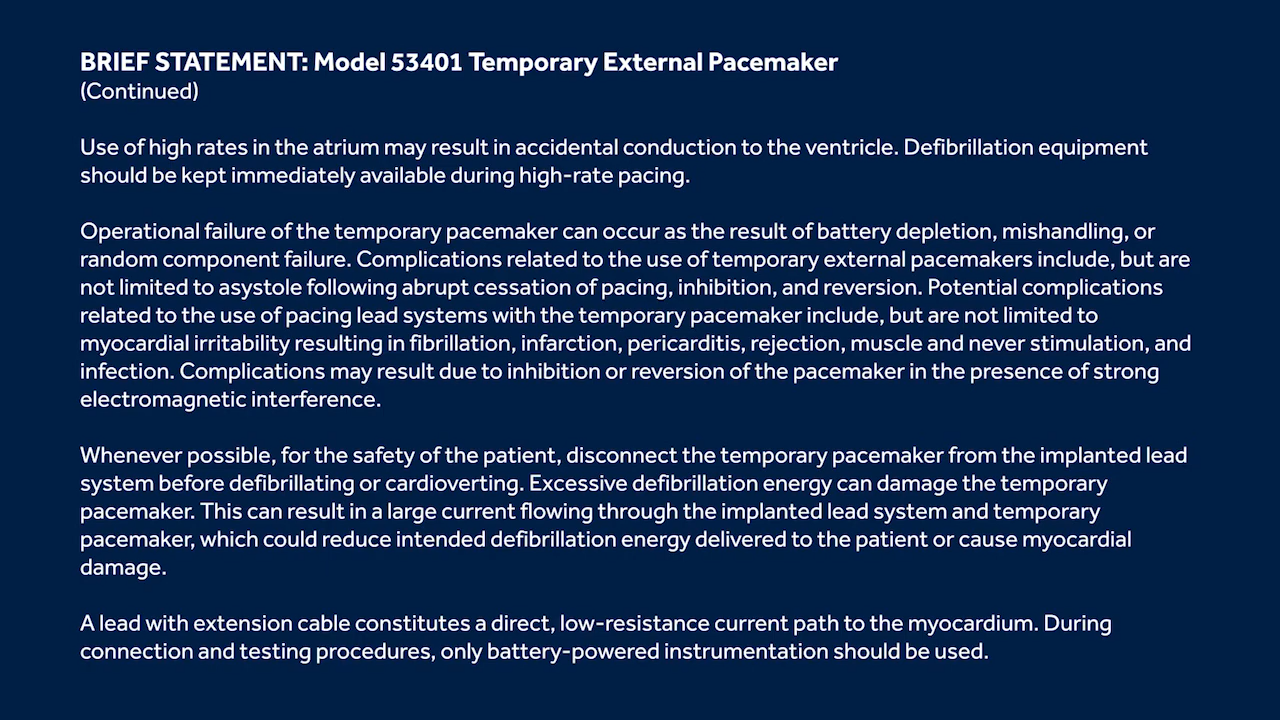 BRIEF STATEMENT: Model 53401 Temporary External Pacemaker
(Continued)
Use of high rates in the atrium may result in accidental conduction to the ventricle. Defibrillation equipment
should be kept immediately available during high-rate pacing.
Operational failure of the temporary pacemaker can occur as the result of battery depletion, mishandling, or
random component failure. Complications related to the use of temporary external pacemakers include, but are
not limited to asystole following abrupt cessation of pacing, inhibition, and reversion. Potential complications
related to the use of pacing lead systems with the temporary pacemaker include, but are not limited to
myocardial irritability resulting in fibrillation, infarction, pericarditis, rejection, muscle and never stimulation, and
infection. Complications may result due to inhibition or reversion of the pacemaker in the presence of strong
electromagnetic interference.
Whenever possible, for the safety of the patient, disconnect the temporary pacemaker from the implanted lead
system before defibrillating or cardioverting. Excessive defibrillation energy can damage the temporary
pacemaker. This can result in a large current flowing through the implanted lead system and temporary
pacemaker, which could reduce intended defibrillation energy delivered to the patient or cause myocardial
damage.
A lead with extension cable constitutes a direct, low-resistance current path to the myocardium. During
connection and testing procedures, only battery-powered instrumentation should be used.